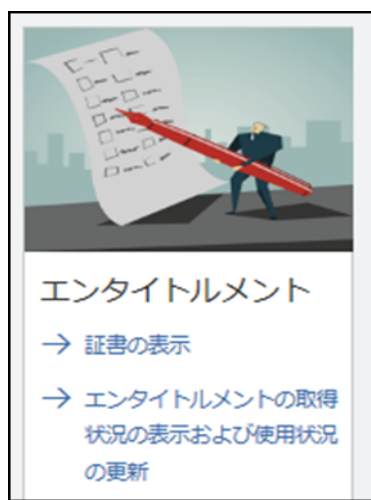 エンタイトルメント
→ 証書の表示
→ エンタイトルメントの取得
状況の表示および使用状況
の更新